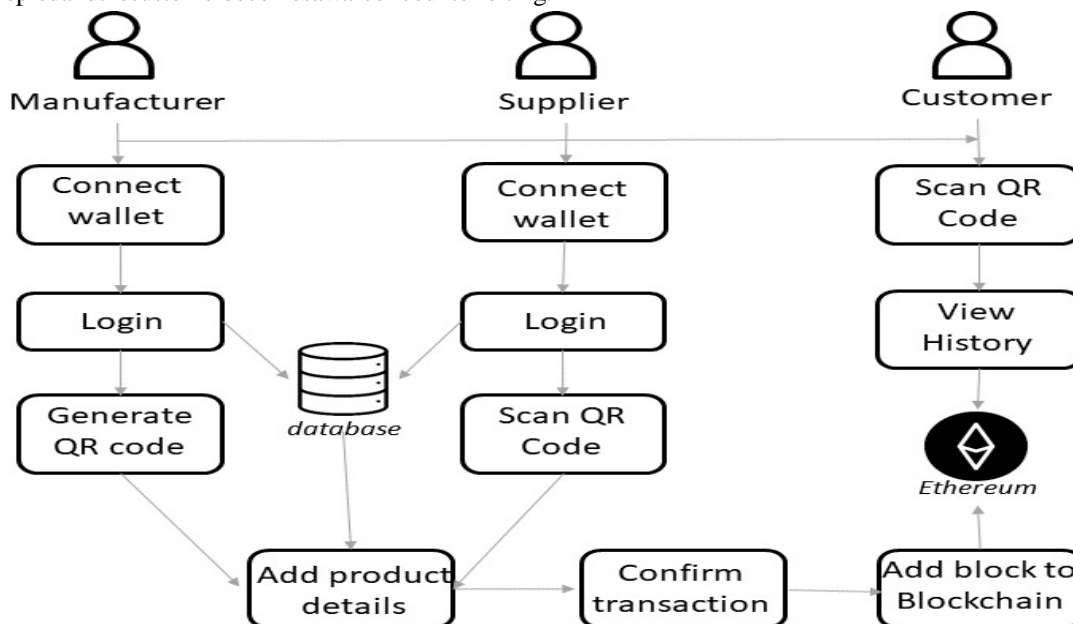 Manufacturer
Supplier
Customer
Connect
wallet
Connect
wallet
Scan QR
Code
Login
Login
View
History
database
Generate
QR code
Scan QR
Code
Ethereum
Add product
details
Confirm
transaction
Add block to
Blockchain